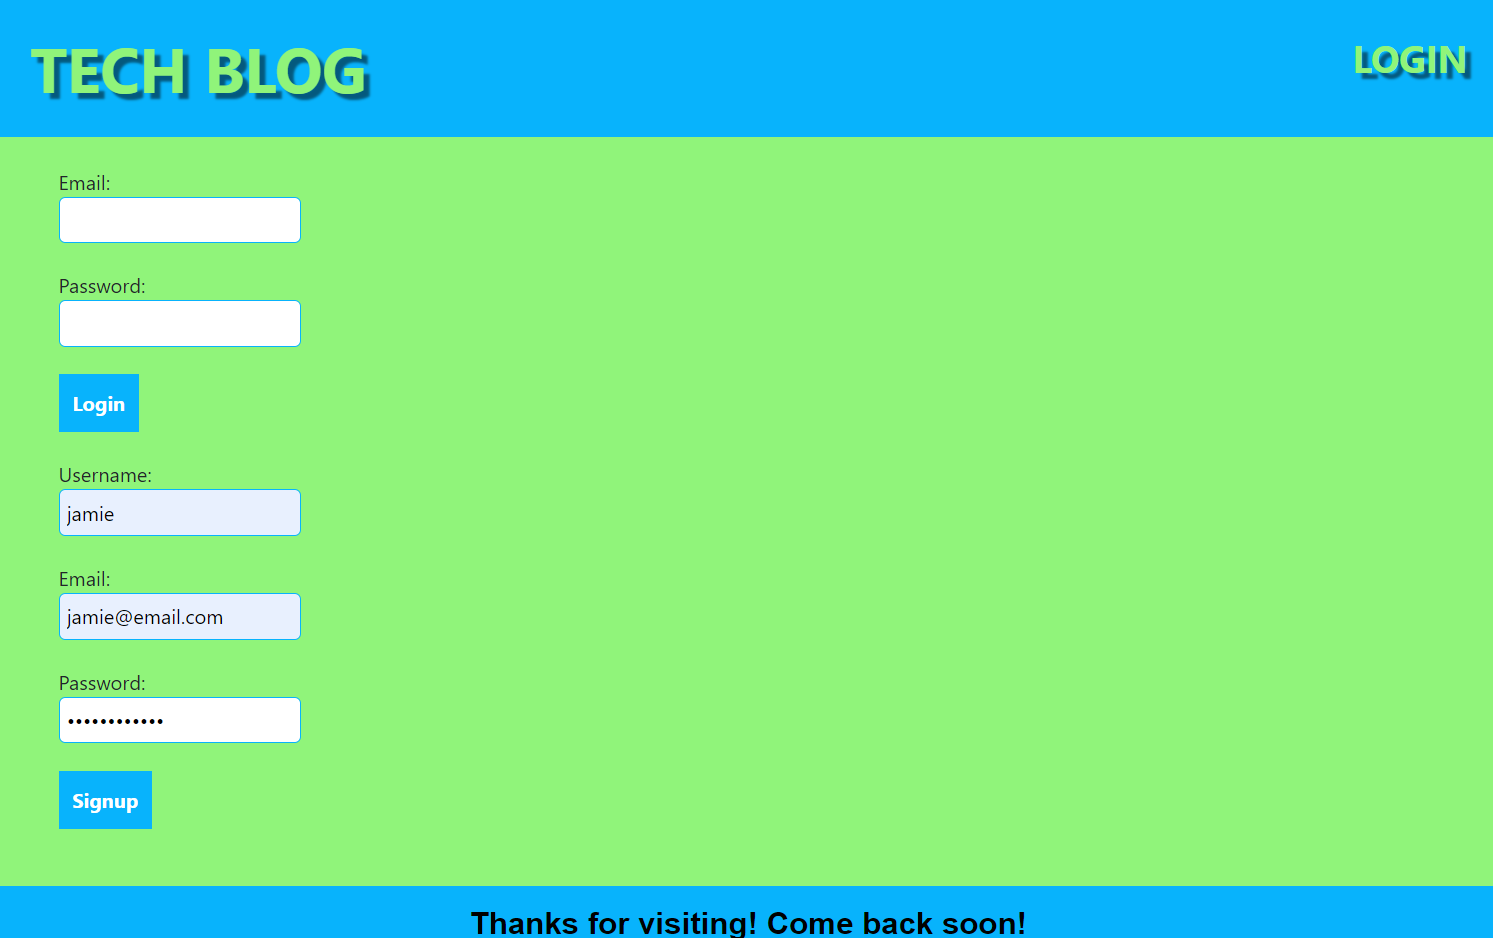 TECH BLOG
LOGIN
Email:
Password:
Login
Username:
jamie
Email:
jamie@email.com
Password:
••••••••••••
Signup
Thanks for visiting! Come back soon!